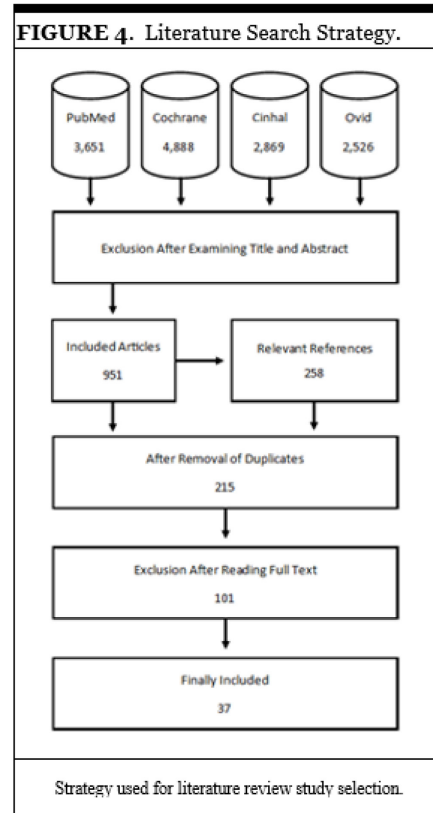 FIGURE 4. Literature Search Strategy.
PubMed Cochrane Cinhal Ovid
3,651 4,888 2,869 2,526
Exclusion After Examining Title and Abstract
Included Articles Relevant References
951 258
After Removal of Duplicates
215
Exclusion After Reading Full Text
101
Finally Included
37
Strategy used for literature review study selection.